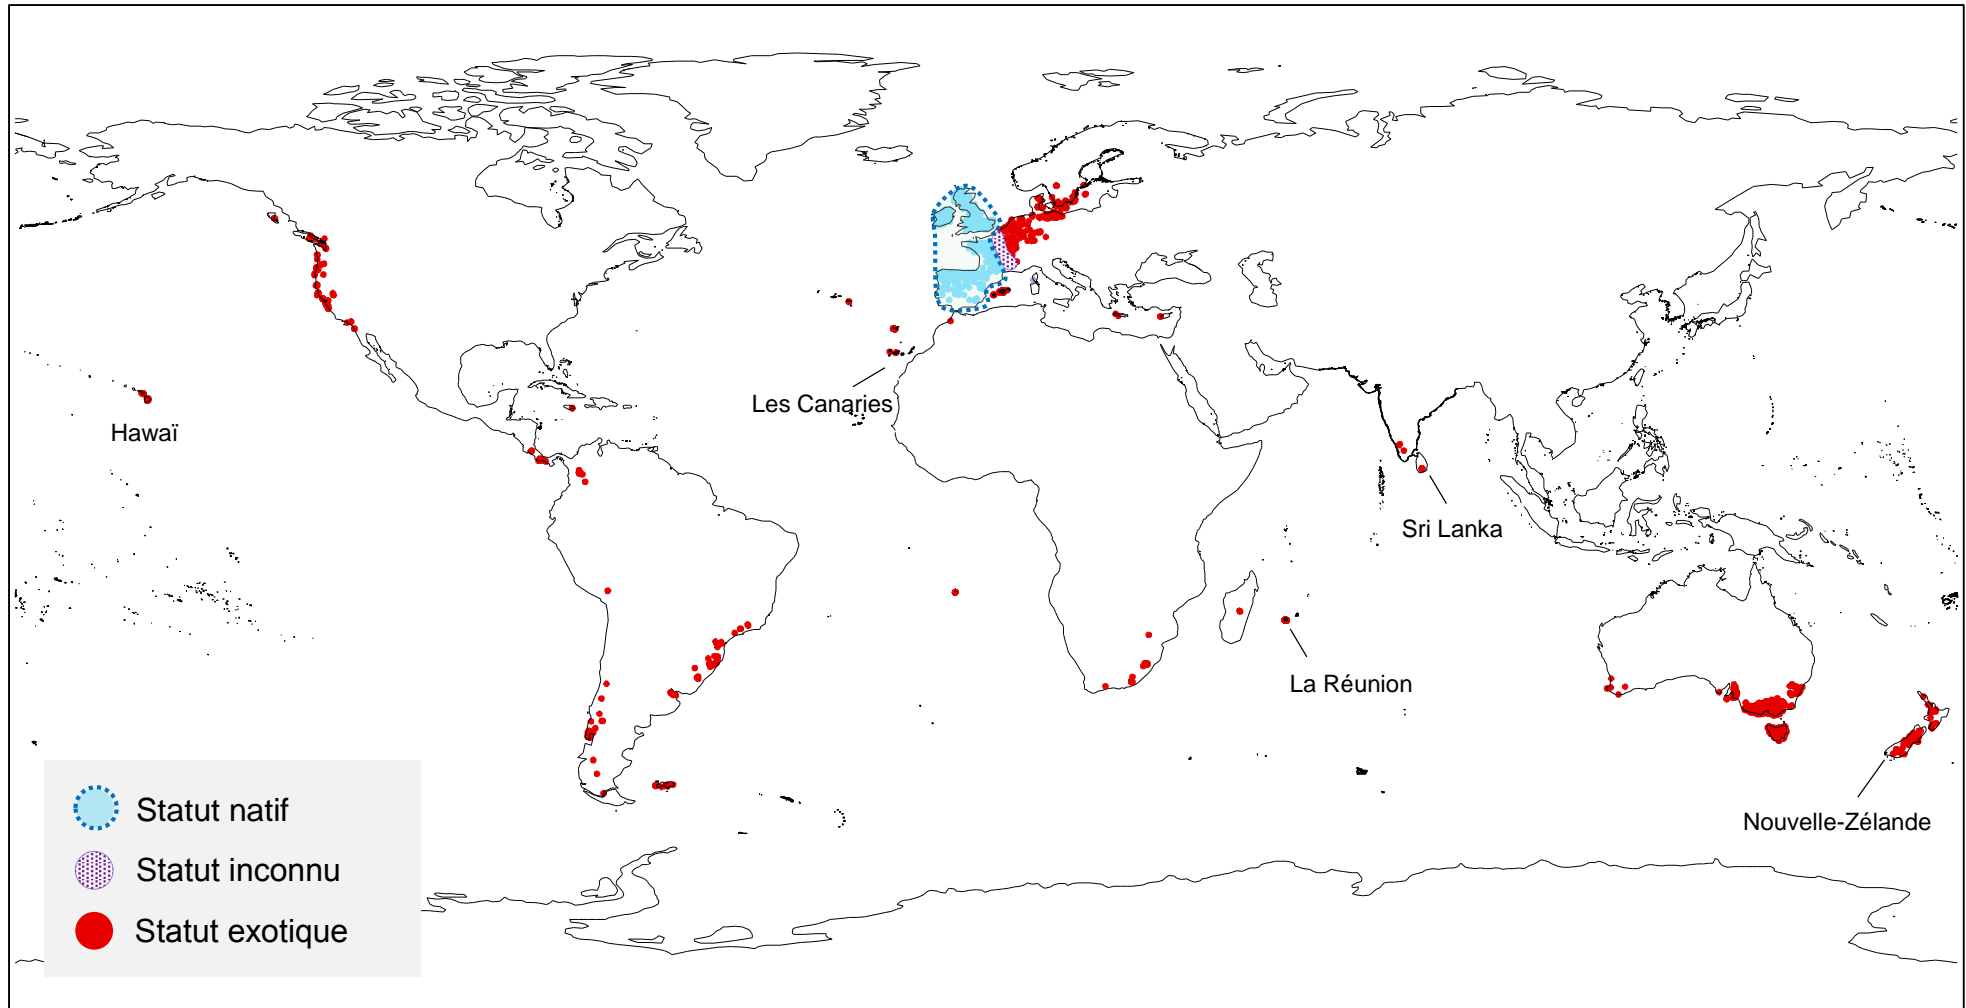 Les Canaries
Hawaï
Sri Lanka
La Réunion
Nouvelle-Zélande
Statut natif
Statut inconnu
Statut exotique